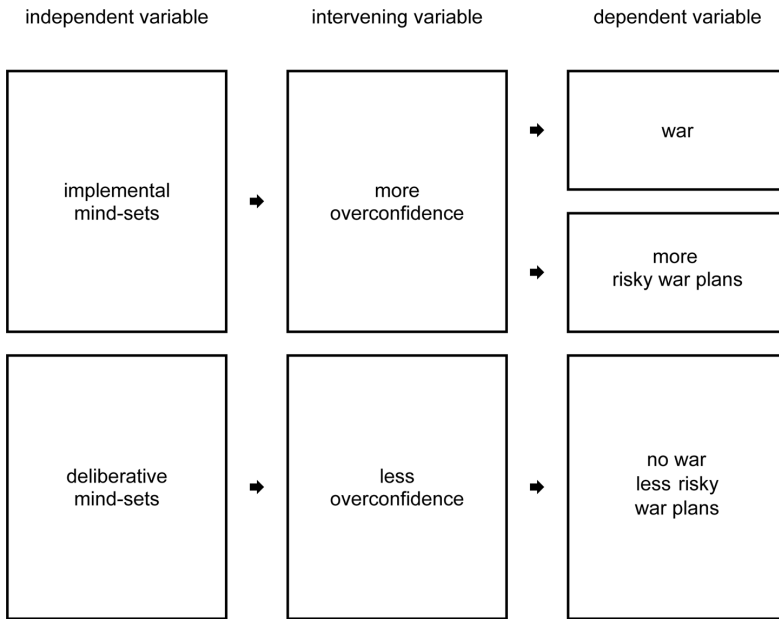 independent variable
intervening variable
dependent variable
implemental
mind-sets
more
overconfidence
war
more
risky war plans
deliberative
mind-sets
less
overconfidence
no war
less risky
war plans